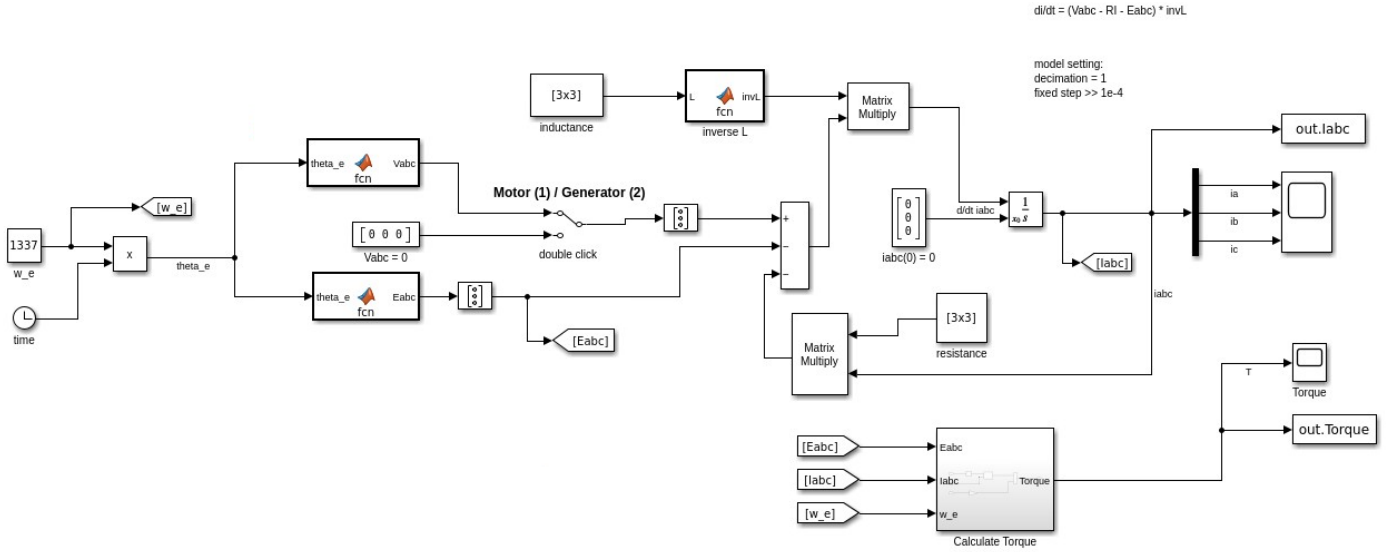 di/dt = (Vabc - RI - Eabc) * invL
model setting:
decimation = 1
fixed step >> 1e-4
[3x3]
inductance
L
fcn
invL
inverse L
Matrix
Multiply
out.Iabc
theta_e
fcn
Vabc
Motor (1) / Generator (2)
[w_e]
1337
w_e
x
theta_e
time
[ 0 0 0 ]
Vabc = 0
double click
+
−
−
0
0
0
iabc(0) = 0
d/dt iabc
1
s
x₀
ia
ib
ic
[Iabc]
iabc
theta_e
fcn
Eabc
[Eabc]
[3x3]
resistance
Matrix
Multiply
T
Torque
out.Torque
[Eabc]
[Iabc]
[w_e]
Eabc
Iabc
w_e
Torque
Calculate Torque